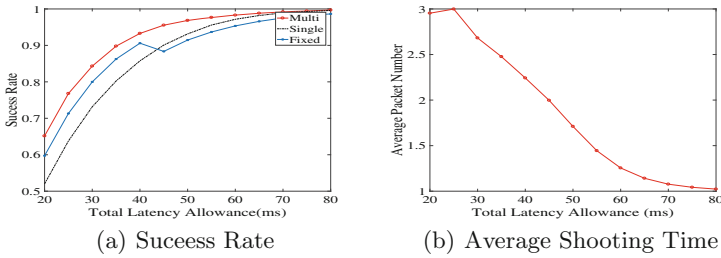 1
0.9
0.8
0.7
0.6
0.5
Sucess Rate
20 30 40 50 60 70 80
Total Latency Allowance(ms)
Multi
Single
Fixed
(a) Suceess Rate
3
2.5
2
1.5
1
Average Packet Number
20 30 40 50 60 70 80
Total Latency Allowance (ms)
(b) Average Shooting Time